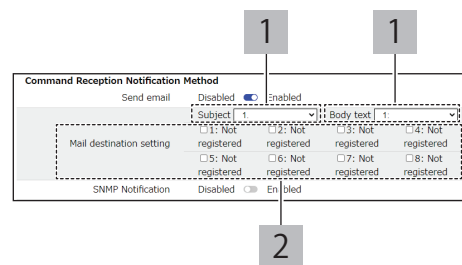 1 1
Command Reception Notification Method
Send email Disabled Enabled
Subject 1: Body text 1:
Mail destination setting
1: Not registered 2: Not registered 3: Not registered 4: Not registered
5: Not registered 6: Not registered 7: Not registered 8: Not registered
SNMP Notification Disabled Enabled
2